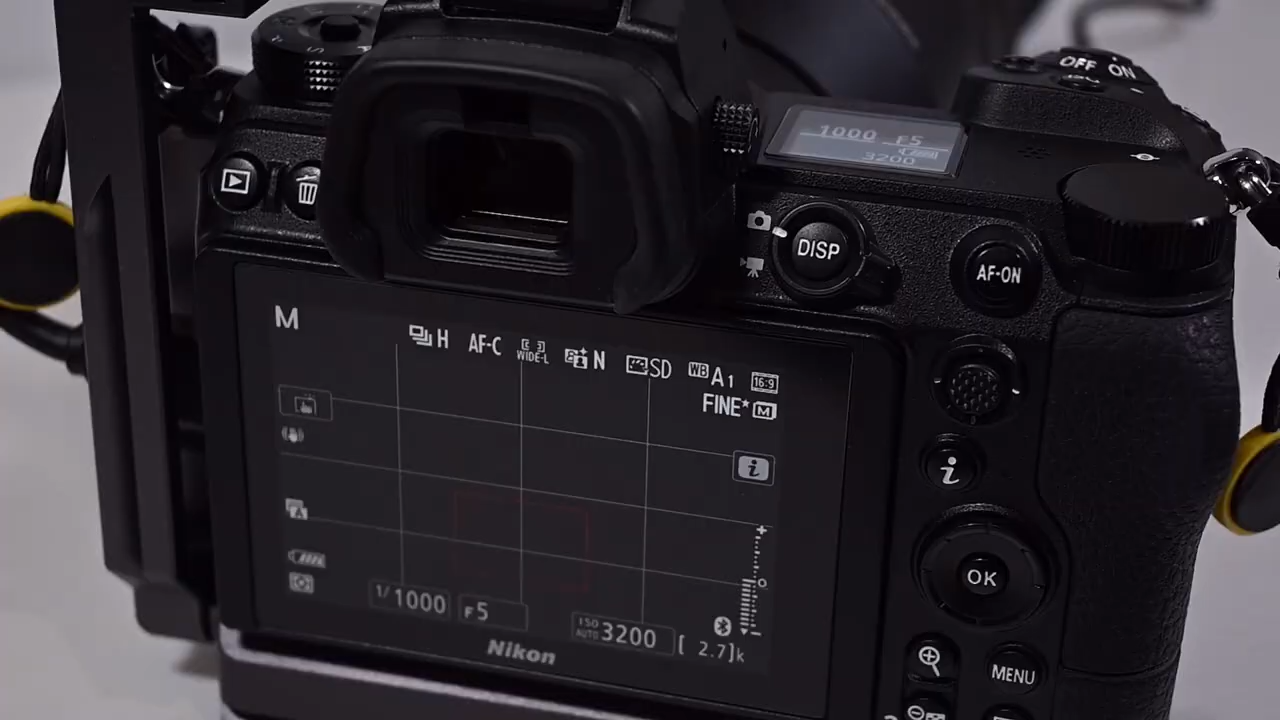 OFF ON
1000 F5
3200
DISP
AF-ON
M
H AF-C WIDE-L N SD WB A1 16:9
FINE★ M
i
i
A
OK
1/1000 F5 ISO AUTO 3200 [ 2.7]k
Nikon
MENU